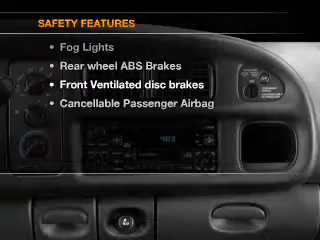 SAFETY FEATURES
• Fog Lights
• Rear wheel ABS Brakes
• Front Ventilated disc brakes
• Cancellable Passenger Airbag